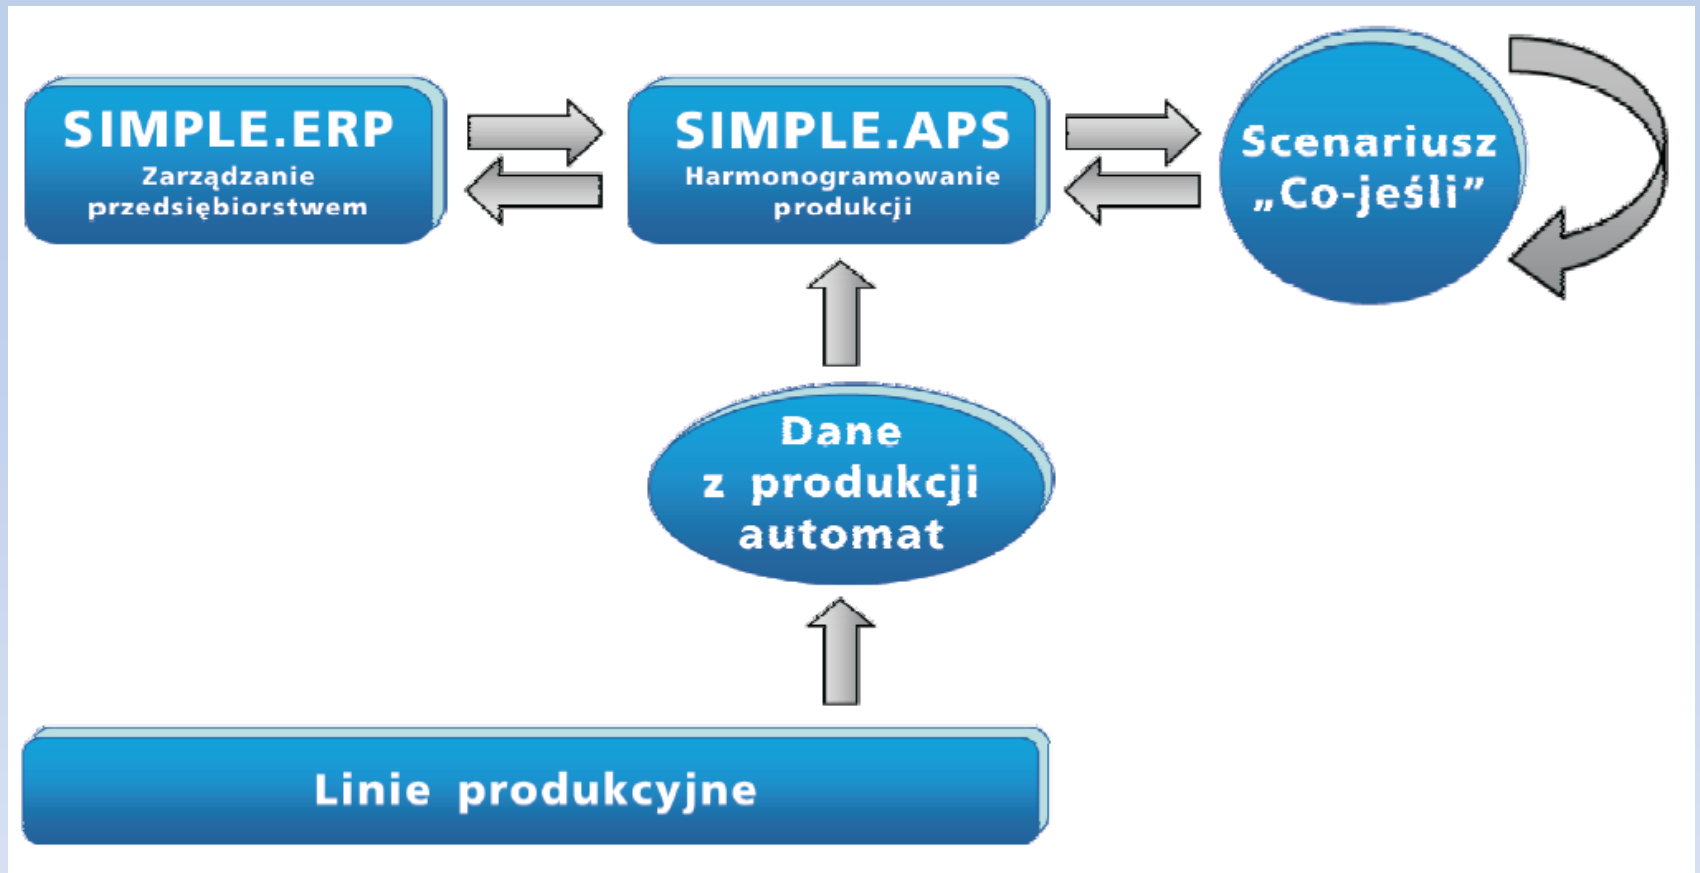 SIMPLE.ERP
Zarządzanie
przedsiębiorstwem
SIMPLE.APS
Harmonogramowanie
produkcji
Scenariusz
„Co-jeśli”
Dane
z produkcji
automat
Linie produkcyjne